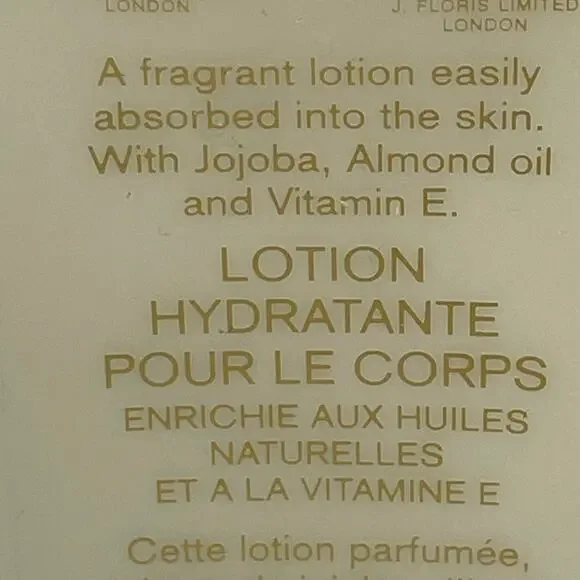 LONDON J. FLORIS LIMITED
LONDON
A fragrant lotion easily
absorbed into the skin.
With Jojoba, Almond oil
and Vitamin E.
LOTION
HYDRATANTE
POUR LE CORPS
ENRICHIE AUX HUILES
NATURELLES
ET A LA VITAMINE E
Cette lotion parfumée,